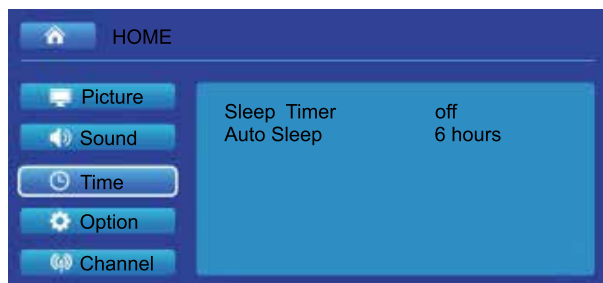 HOME
Picture
Sound
Time
Option
Channel
Sleep Timer off
Auto Sleep 6 hours